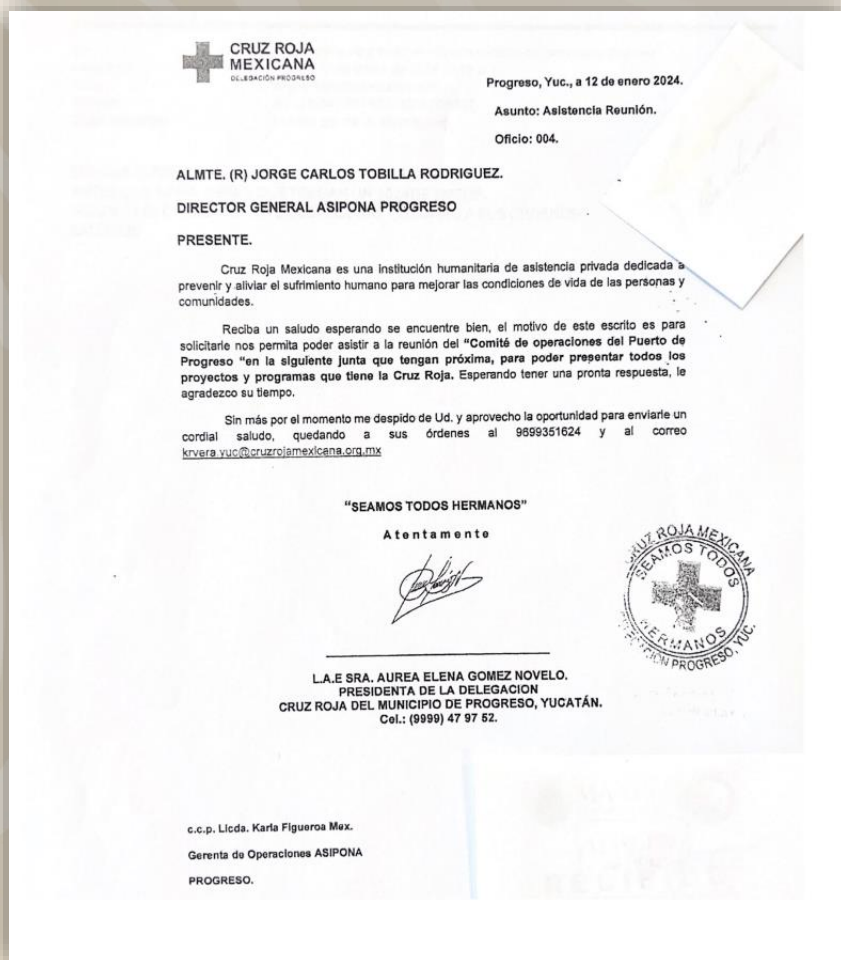 CRUZ ROJA
MEXICANA
DELEGACIÓN PROGRESO
Progreso, Yuc., a 12 de enero 2024.
Asunto: Asistencia Reunión.
Oficio: 004.
ALMTE. (R) JORGE CARLOS TOBILLA RODRIGUEZ.
DIRECTOR GENERAL ASIPONA PROGRESO
PRESENTE.
Cruz Roja Mexicana es una institución humanitaria de asistencia privada dedicada a
prevenir y aliviar el sufrimiento humano para mejorar las condiciones de vida de las personas y
comunidades.
Reciba un saludo esperando se encuentre bien, el motivo de este escrito es para
solicitarle nos permita poder asistir a la reunión del “Comité de operaciones del Puerto de
Progreso “en la siguiente junta que tengan próxima, para poder presentar todos los
proyectos y programas que tiene la Cruz Roja. Esperando tener una pronta respuesta, le
agradezco su tiempo.
Sin más por el momento me despido de Ud. y aprovecho la oportunidad para enviarle un
cordial saludo, quedando a sus órdenes al 9699351624 y al correo
krvera.yuc@cruzrojamexicana.org.mx
“SEAMOS TODOS HERMANOS”
Atentamente
CRUZ ROJA MEXICANA
SEAMOS TODOS
HERMANOS
DELEGACIÓN PROGRESO, YUC.
L.A.E SRA. AUREA ELENA GOMEZ NOVELO.
PRESIDENTA DE LA DELEGACION
CRUZ ROJA DEL MUNICIPIO DE PROGRESO, YUCATÁN.
Cel.: (9999) 47 97 52.
c.c.p. Licda. Karla Figueroa Mex.
Gerenta de Operaciones ASIPONA
PROGRESO.